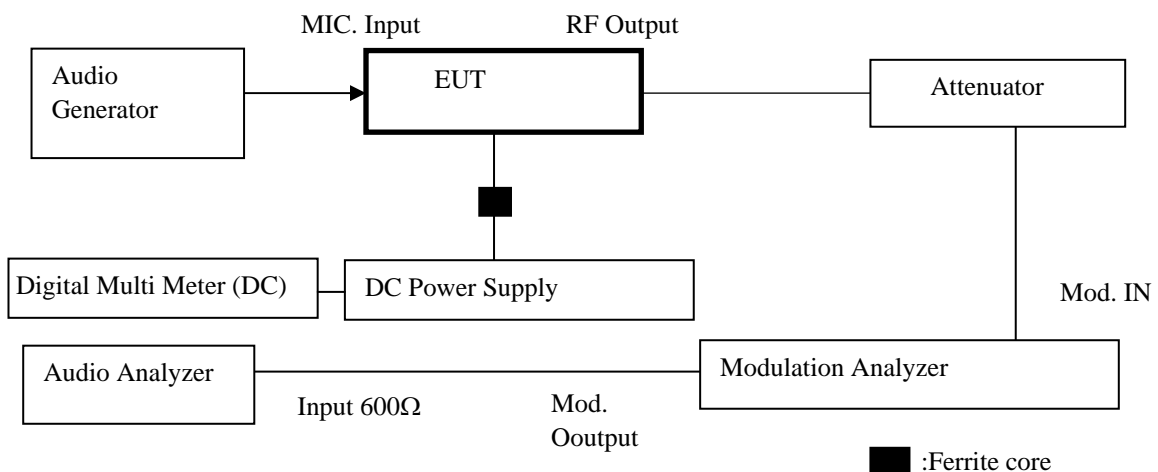 MIC. Input
RF Output
Audio
Generator
EUT
Attenuator
Digital Multi Meter (DC)
DC Power Supply
Mod. IN
Audio Analyzer
Modulation Analyzer
Input 600Ω
Mod.
Ooutput
:Ferrite core